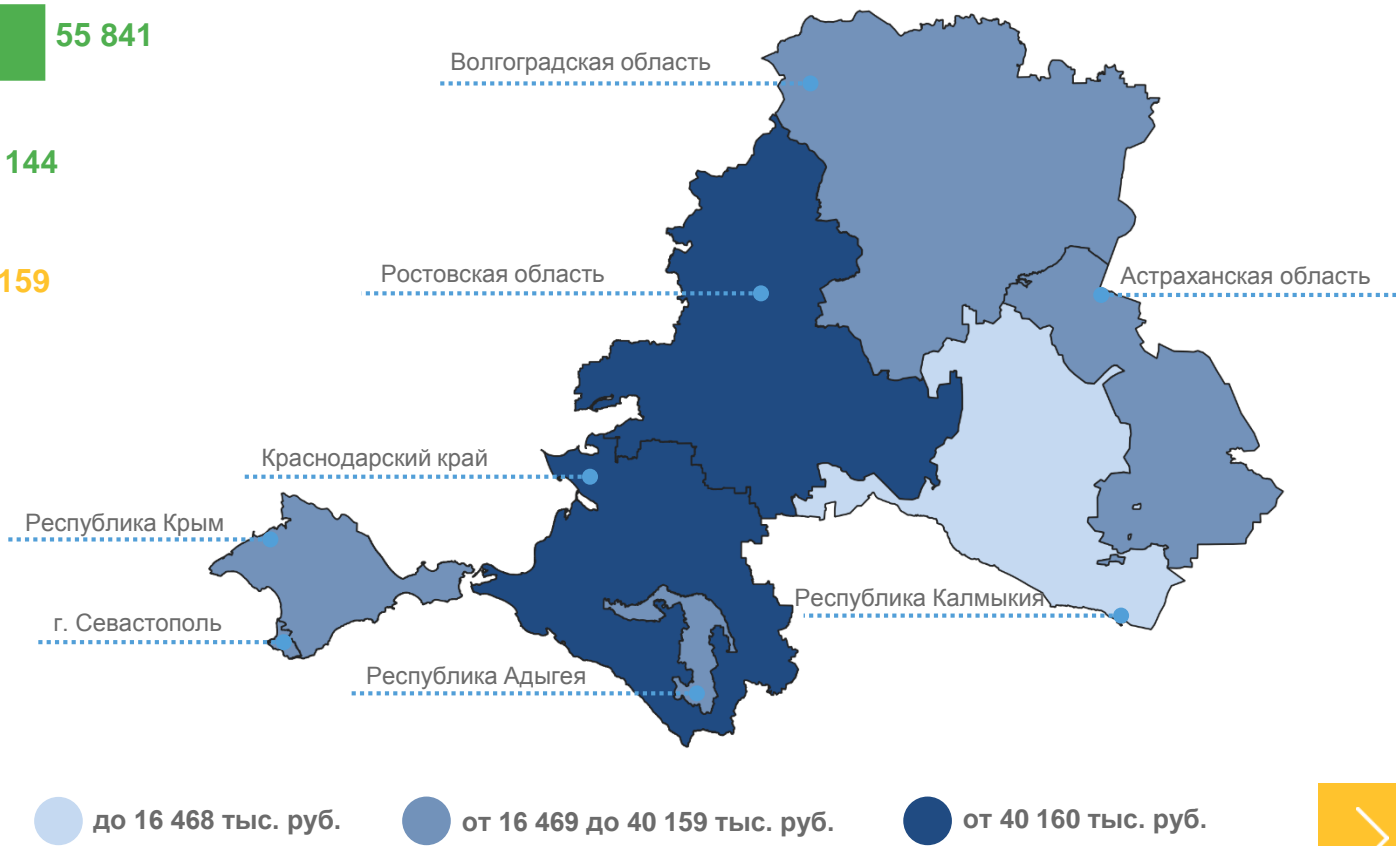 55 841
Волгоградская область
144
Ростовская область
159
Астраханская область
Краснодарский край
Республика Крым
Республика Калмыкия
г. Севастополь
Республика Адыгея
до 16 468 тыс. руб.
от 16 469 до 40 159 тыс. руб.
от 40 160 тыс. руб.